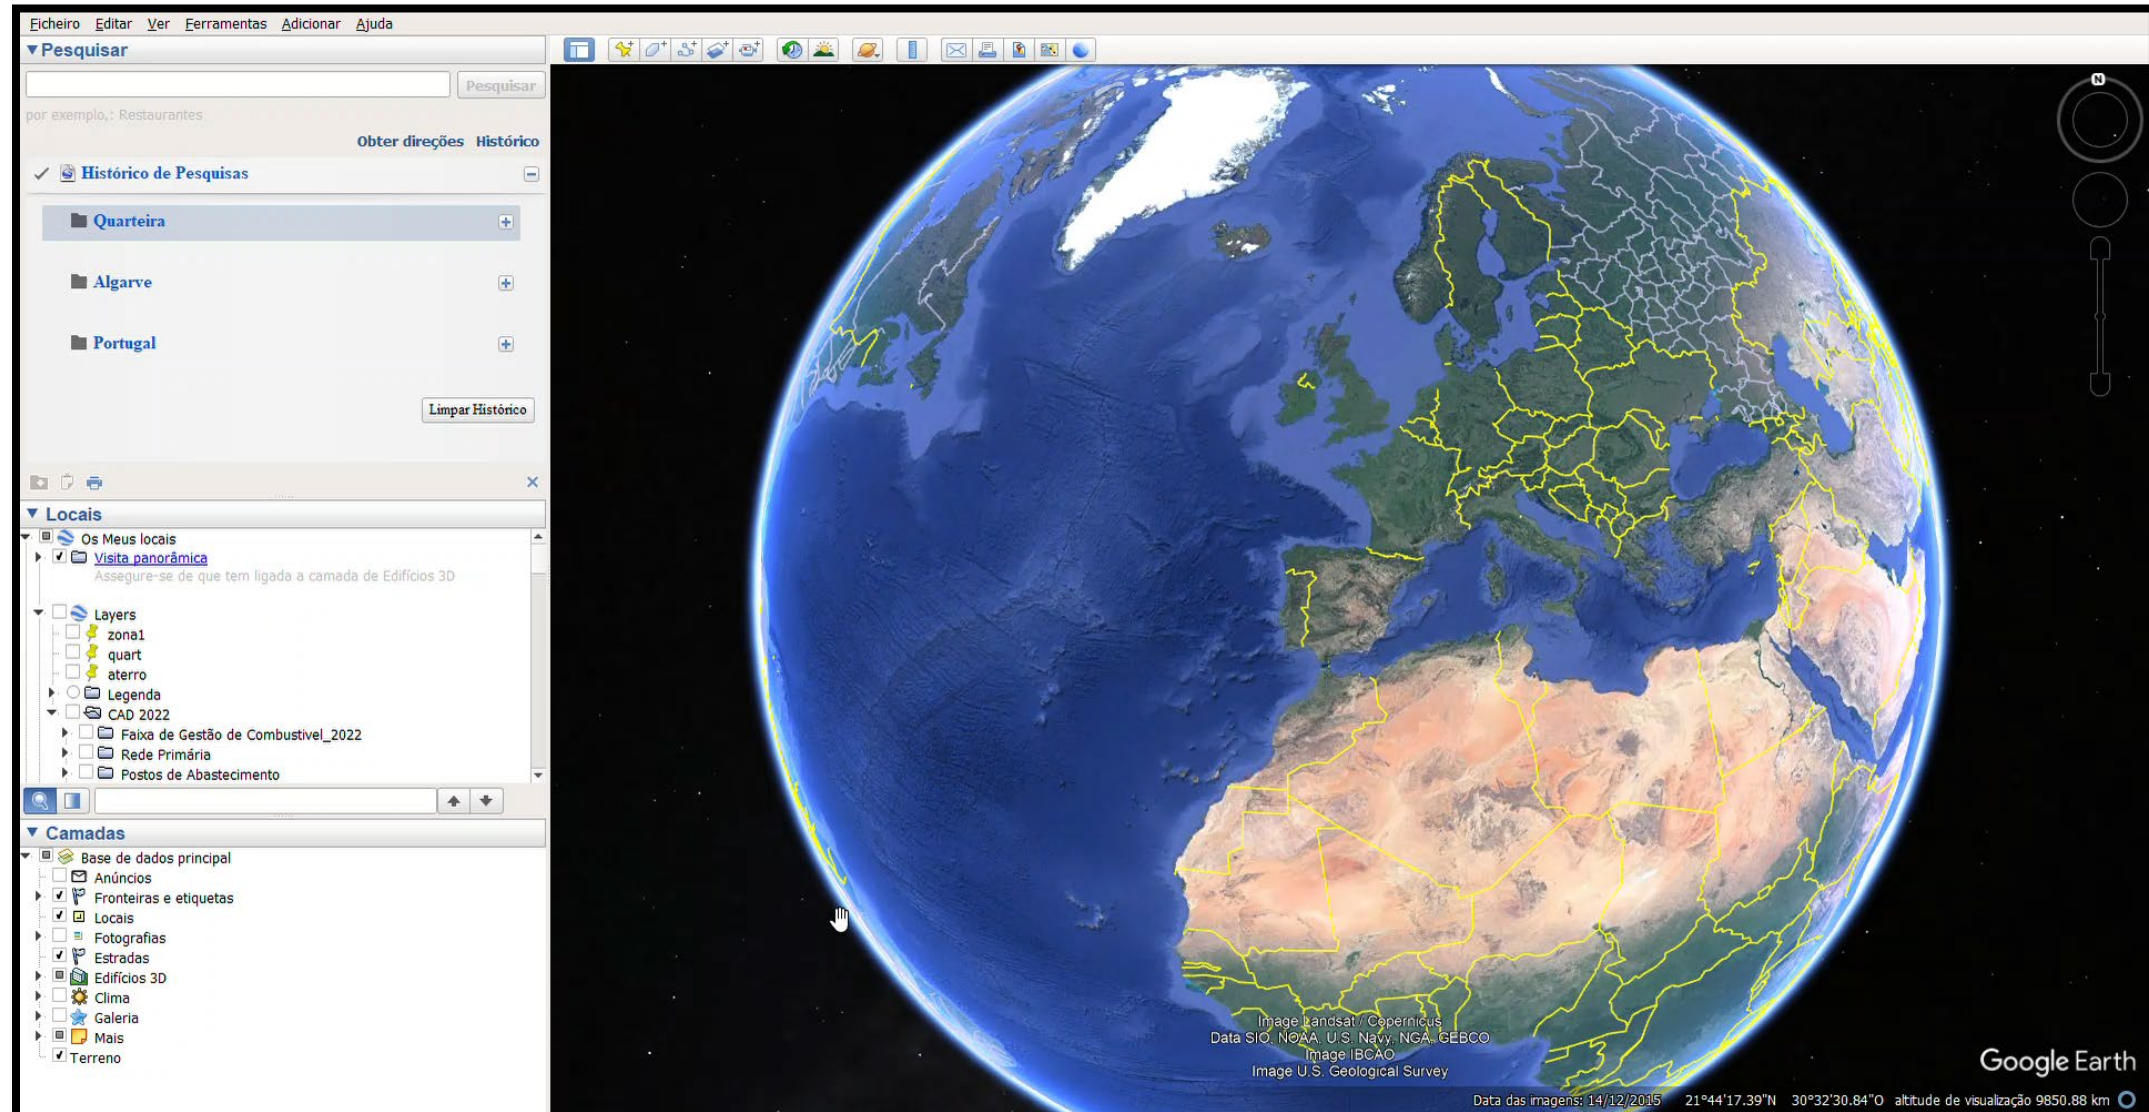 Ficheiro Editar Ver Ferramentas Adicionar Ajuda
Pesquisar
Pesquisar
por exemplo,: Restaurantes
Obter direções Histórico
Histórico de Pesquisas
Quarteira
Algarve
Portugal
Limpar Histórico
Locais
Os Meus locais
Visita panorâmica
Assegure-se de que tem ligada a camada de Edifícios 3D
Layers
zona1
quart
aterro
Legenda
CAD 2022
Faixa de Gestão de Combustivel_2022
Rede Primária
Postos de Abastecimento
Camadas
Base de dados principal
Anúncios
Fronteiras e etiquetas
Locais
Fotografias
Estradas
Edifícios 3D
Clima
Galeria
Mais
Terreno
N
Image Landsat / Copernicus
Data SIO, NOAA, U.S. Navy, NGA, GEBCO
Image IBCAO
Image U.S. Geological Survey
Google Earth
Data das imagens: 14/12/2015 21°44'17.39"N 30°32'30.84"O altitude de visualização 9850.88 km